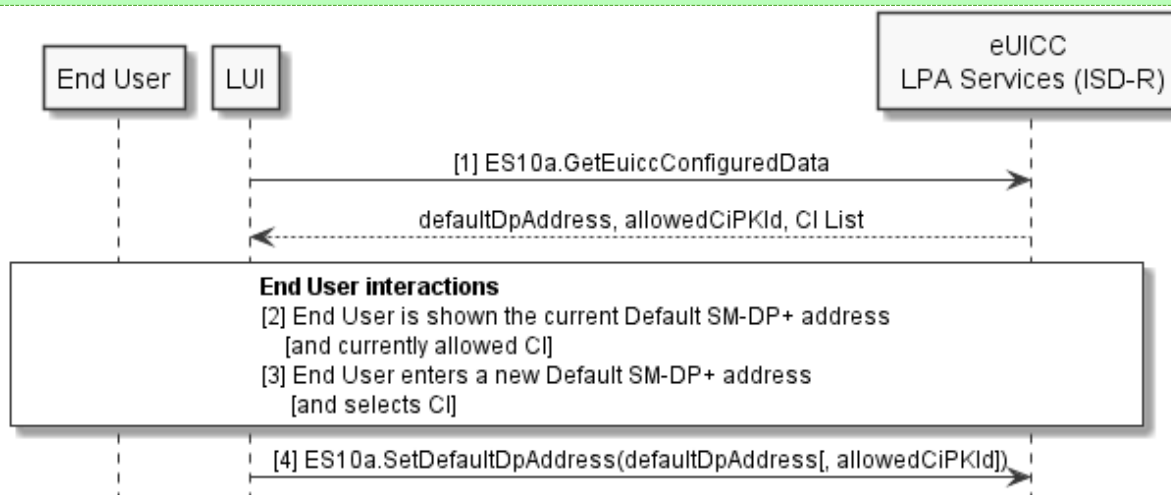 End User
LUI
eUICC
LPA Services (ISD-R)
[1] ES10a.GetEuiccConfiguredData
defaultDpAddress, allowedCiPKId, CI List
End User interactions
[2] End User is shown the current Default SM-DP+ address
[and currently allowed CI]
[3] End User enters a new Default SM-DP+ address
[and selects CI]
[4] ES10a.SetDefaultDpAddress(defaultDpAddress[, allowedCiPKId])